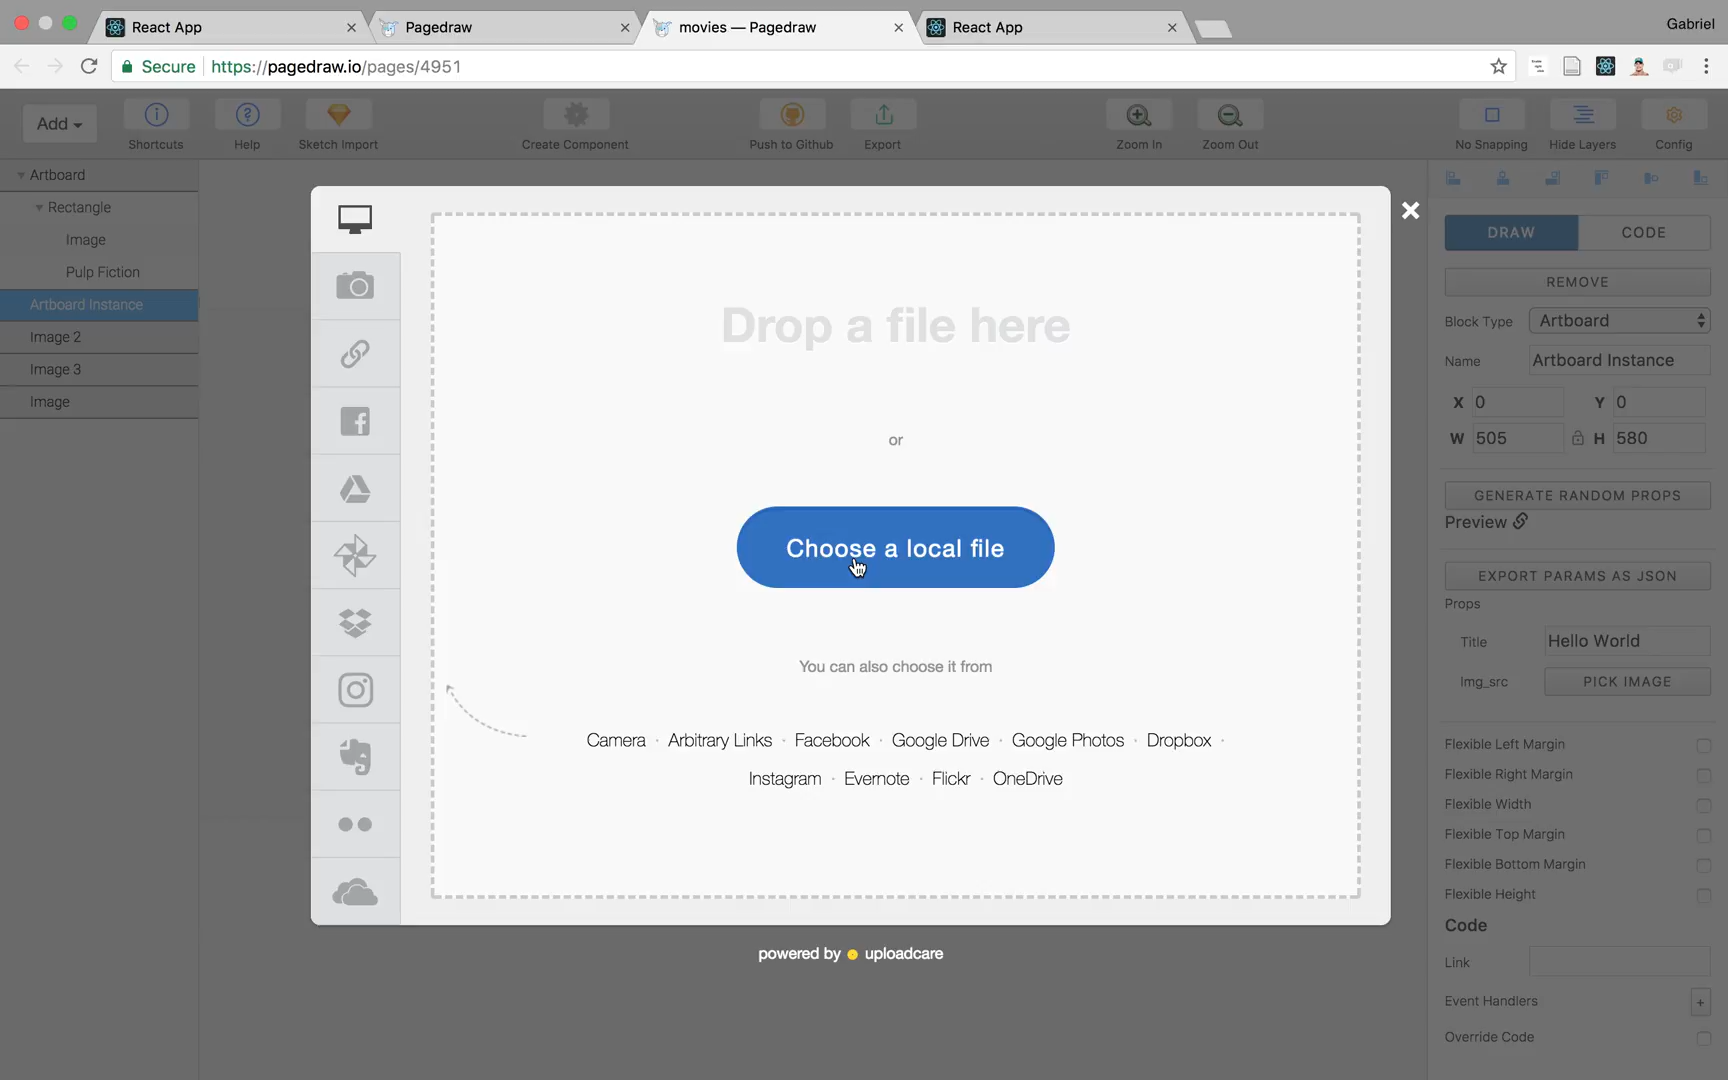 React App
Pagedraw
movies — Pagedraw
React App
Gabriel
Secure
https://pagedraw.io/pages/4951
Add
Shortcuts
Help
Sketch Import
Create Component
Push to Github
Export
Zoom In
Zoom Out
No Snapping
Hide Layers
Config
Artboard
Rectangle
Image
Pulp Fiction
Artboard Instance
Image 2
Image 3
Image
Drop a file here
or
Choose a local file
You can also choose it from
Camera · Arbitrary Links · Facebook · Google Drive · Google Photos · Dropbox ·
Instagram · Evernote · Flickr · OneDrive
powered by uploadcare
DRAW
CODE
REMOVE
Block Type Artboard
Name Artboard Instance
X 0 Y 0
W 505 H 580
GENERATE RANDOM PROPS
Preview
EXPORT PARAMS AS JSON
Props
Title Hello World
Img_src PICK IMAGE
Flexible Left Margin
Flexible Right Margin
Flexible Width
Flexible Top Margin
Flexible Bottom Margin
Flexible Height
Code
Link
Event Handlers +
Override Code